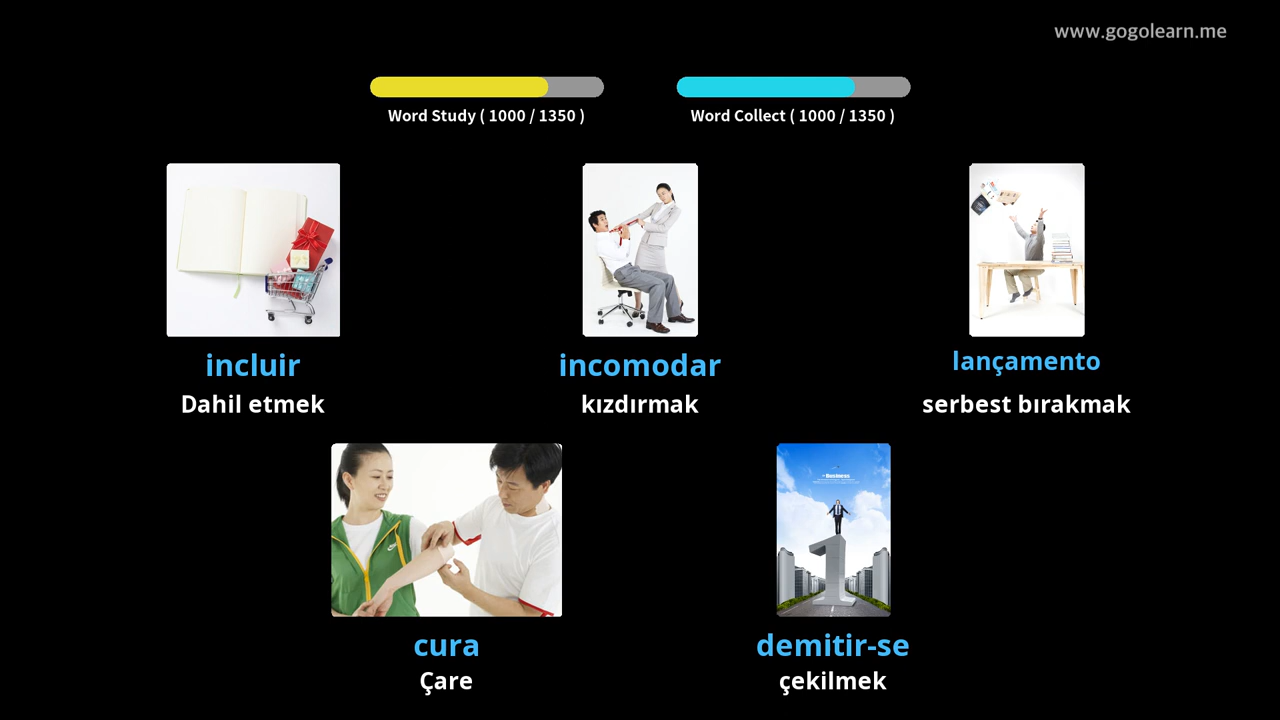 www.gogolearn.me
Word Study ( 1000 / 1350 )
Word Collect ( 1000 / 1350 )
incluir
Dahil etmek
incomodar
kızdırmak
lançamento
serbest bırakmak
Business
cura
Çare
demitir-se
çekilmek